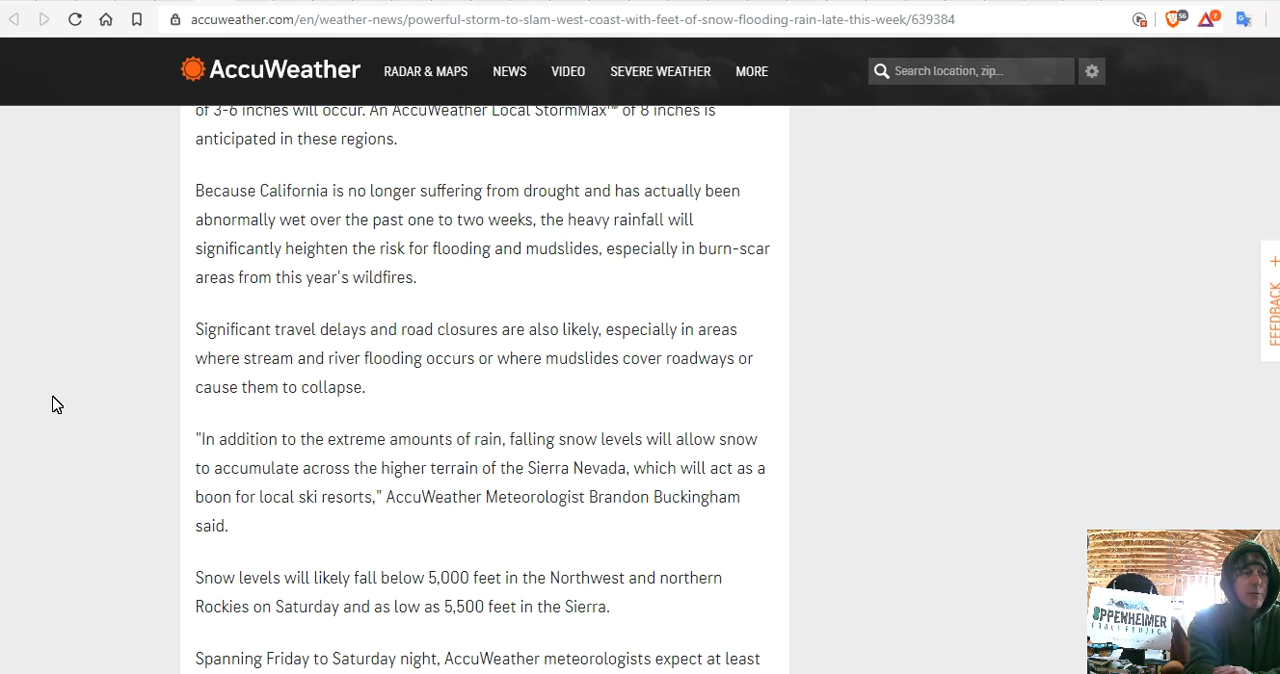 accuweather.com/en/weather-news/powerful-storm-to-slam-west-coast-with-feet-of-snow-flooding-rain-late-this-week/639384
56
7
AccuWeather
RADAR & MAPS
NEWS
VIDEO
SEVERE WEATHER
MORE
Search location, zip...
of 3-6 inches will occur. An AccuWeather Local StormMax™ of 8 inches is
anticipated in these regions.
Because California is no longer suffering from drought and has actually been
abnormally wet over the past one to two weeks, the heavy rainfall will
significantly heighten the risk for flooding and mudslides, especially in burn-scar
areas from this year's wildfires.
Significant travel delays and road closures are also likely, especially in areas
where stream and river flooding occurs or where mudslides cover roadways or
cause them to collapse.
"In addition to the extreme amounts of rain, falling snow levels will allow snow
to accumulate across the higher terrain of the Sierra Nevada, which will act as a
boon for local ski resorts," AccuWeather Meteorologist Brandon Buckingham
said.
Snow levels will likely fall below 5,000 feet in the Northwest and northern
Rockies on Saturday and as low as 5,500 feet in the Sierra.
Spanning Friday to Saturday night, AccuWeather meteorologists expect at least
FEEDBACK +
OPPENHEIMER